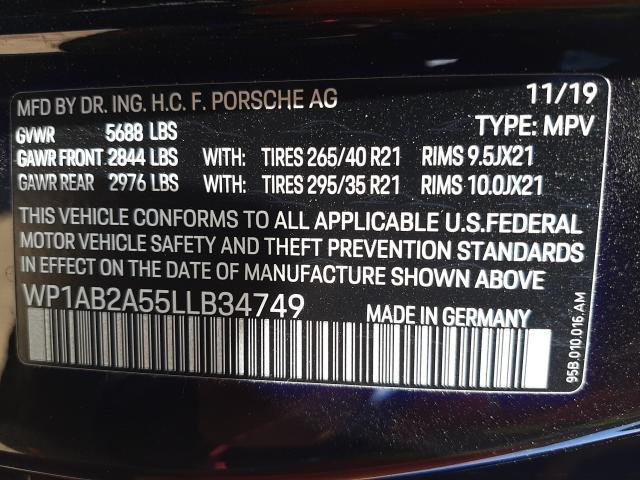 MFD BY DR. ING. H.C. F. PORSCHE AG 11/19
GVWR 5688 LBS TYPE: MPV
GAWR FRONT 2844 LBS WITH: TIRES 265/40 R21 RIMS 9.5JX21
GAWR REAR 2976 LBS WITH: TIRES 295/35 R21 RIMS 10.0JX21
THIS VEHICLE CONFORMS TO ALL APPLICABLE U.S.FEDERAL
MOTOR VEHICLE SAFETY AND THEFT PREVENTION STANDARDS
IN EFFECT ON THE DATE OF MANUFACTURE SHOWN ABOVE
WP1AB2A55LLB34749 MADE IN GERMANY
95B.010.016.AM